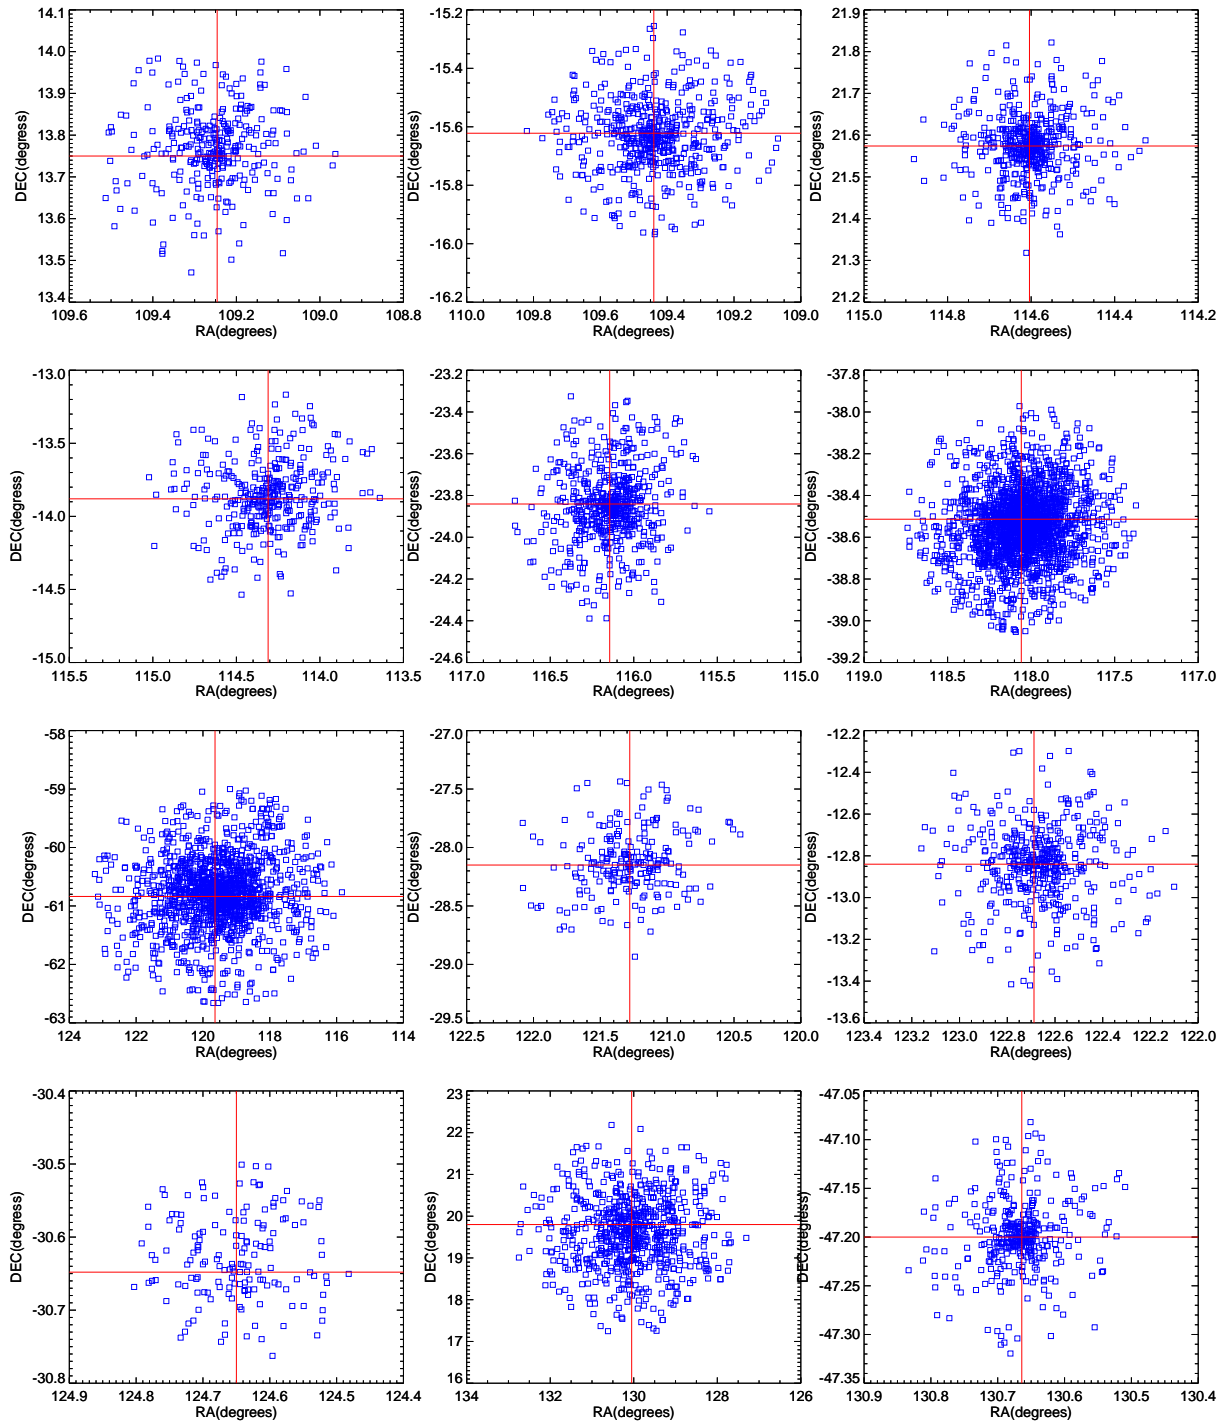 14.1
14.0
13.9
13.8
13.7
13.6
13.5
13.4
DEC(degress)
109.6 109.4 109.2 109.0 108.8
RA(degrees)
-15.2
-15.4
-15.6
-15.8
-16.0
-16.2
DEC(degress)
110.0 109.8 109.6 109.4 109.2 109.0
RA(degrees)
21.9
21.8
21.7
21.6
21.5
21.4
21.3
21.2
DEC(degress)
115.0 114.8 114.6 114.4 114.2
RA(degrees)
-13.0
-13.5
-14.0
-14.5
-15.0
DEC(degress)
115.5 115.0 114.5 114.0 113.5
RA(degrees)
-23.2
-23.4
-23.6
-23.8
-24.0
-24.2
-24.4
-24.6
DEC(degress)
117.0 116.5 116.0 115.5 115.0
RA(degrees)
-37.8
-38.0
-38.2
-38.4
-38.6
-38.8
-39.0
-39.2
DEC(degress)
119.0 118.5 118.0 117.5 117.0
RA(degrees)
-58
-59
-60
-61
-62
-63
DEC(degress)
124 122 120 118 116 114
RA(degrees)
-27.0
-27.5
-28.0
-28.5
-29.0
-29.5
DEC(degress)
122.5 122.0 121.5 121.0 120.5 120.0
RA(degrees)
-12.2
-12.4
-12.6
-12.8
-13.0
-13.2
-13.4
-13.6
DEC(degress)
123.4 123.2 123.0 122.8 122.6 122.4 122.2 122.0
RA(degrees)
-30.4
-30.5
-30.6
-30.7
-30.8
DEC(degress)
124.9 124.8 124.7 124.6 124.5 124.4
RA(degrees)
23
22
21
20
19
18
17
16
DEC(degress)
134 132 130 128 126
RA(degrees)
-47.05
-47.10
-47.15
-47.20
-47.25
-47.30
-47.35
DEC(degress)
130.9 130.8 130.7 130.6 130.5 130.4
RA(degrees)